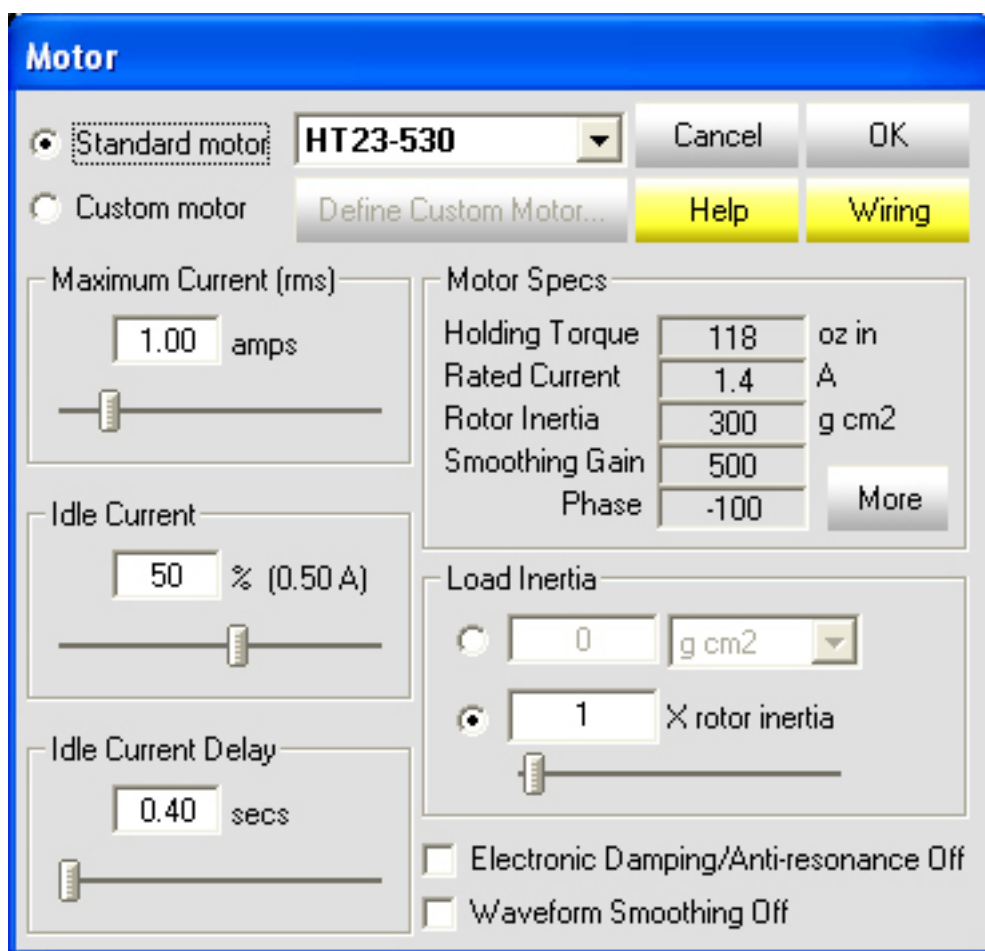 Motor
Standard motor HT23-530 Cancel OK
Custom motor Define Custom Motor... Help Wiring
Maximum Current (rms)
1.00 amps
Idle Current
50 % (0.50 A)
Idle Current Delay
0.40 secs
Motor Specs
Holding Torque 118 oz in
Rated Current 1.4 A
Rotor Inertia 300 g cm2
Smoothing Gain 500
Phase -100 More
Load Inertia
0 g cm2
1 X rotor inertia
Electronic Damping/Anti-resonance Off
Waveform Smoothing Off